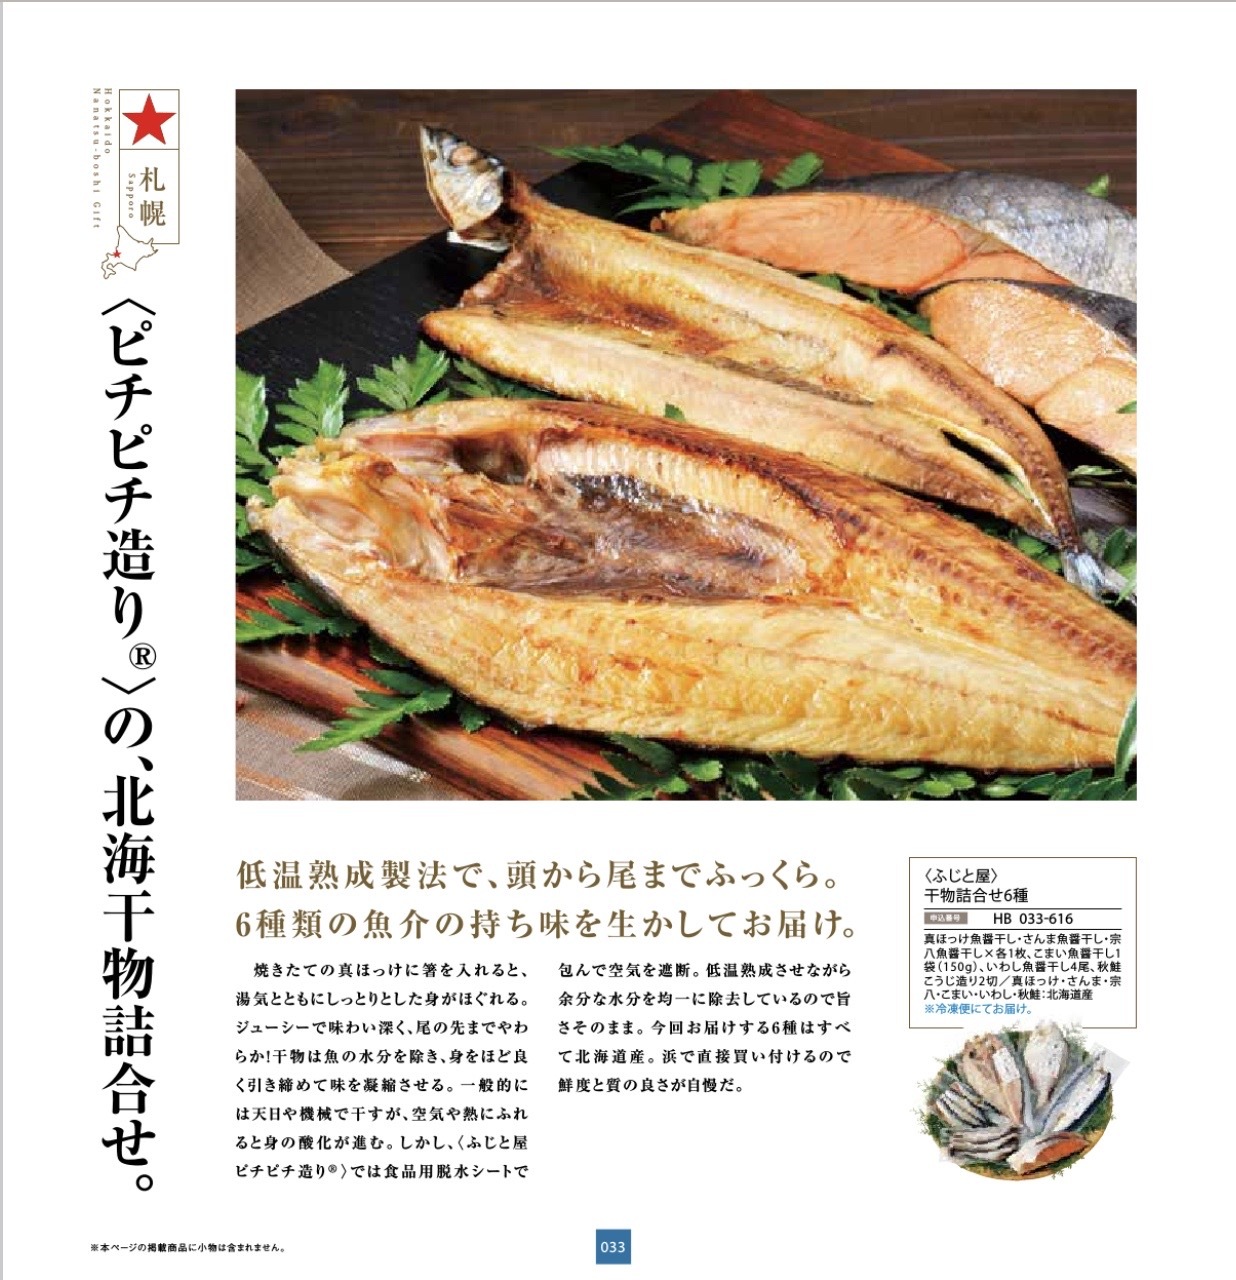 Hokkaido
Nanatsu-boshi Gift
札幌
Sapporo
〈ピチピチ造り®〉の、北海干物詰合せ。
低温熟成製法で、頭から尾までふっくら。
6種類の魚介の持ち味を生かしてお届け。
焼きたての真ほっけに箸を入れると、
湯気とともにしっとりとした身がほぐれる。
ジューシーで味わい深く、尾の先までやわ
らか!干物は魚の水分を除き、身をほど良
く引き締めて味を凝縮させる。一般的に
は天日や機械で干すが、空気や熱にふれ
ると身の酸化が進む。しかし、〈ふじと屋
ピチピチ造り®〉では食品用脱水シートで
包んで空気を遮断。低温熟成させながら
余分な水分を均一に除去しているので旨
さそのまま。今回お届けする6種はすべ
て北海道産。浜で直接買い付けるので
鮮度と質の良さが自慢だ。
〈ふじと屋〉
干物詰合せ6種
申込番号 HB 033-616
真ほっけ魚醤干し・さんま魚醤干し・宗
八魚醤干し×各1枚、こまい魚醤干し1
袋（150g）、いわし魚醤干し4尾、秋鮭
こうじ造り2切／真ほっけ・さんま・宗
八・こまい・いわし・秋鮭:北海道産
※冷凍便にてお届け。
※本ページの掲載商品に小物は含まれません。
033